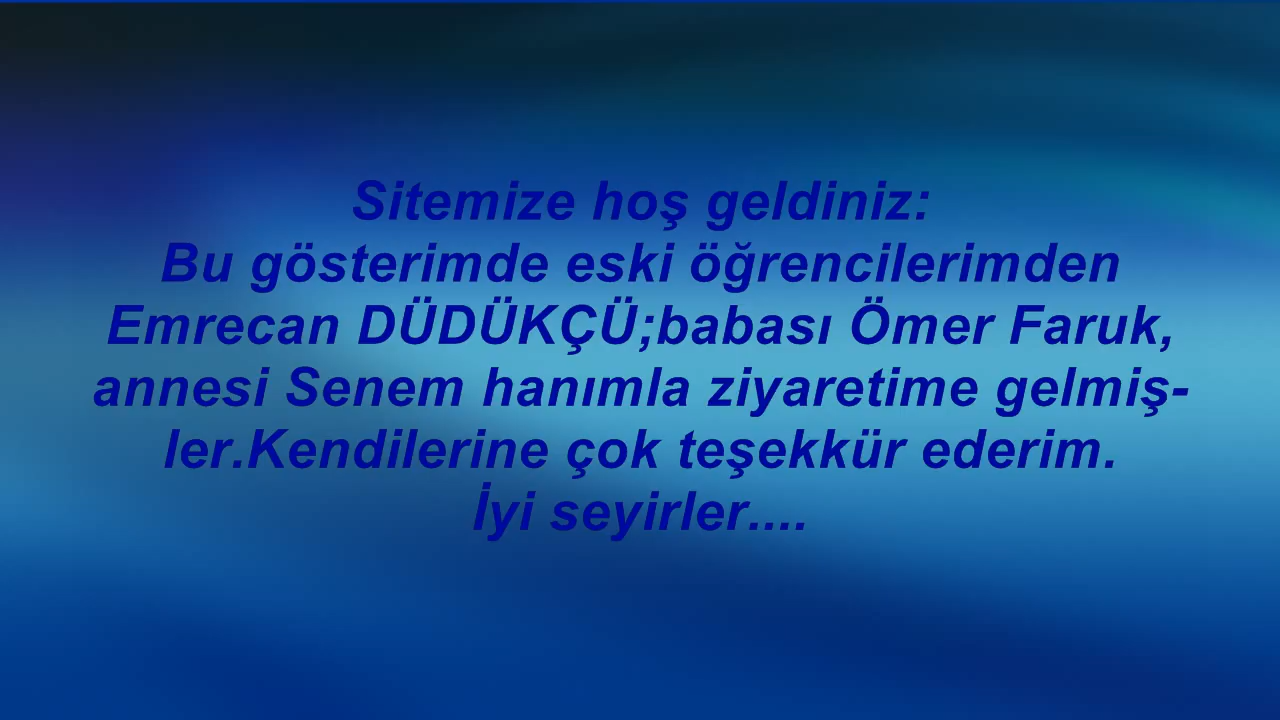 Sitemize hoş geldiniz:
Bu gösterimde eski öğrencilerimden
Emrecan DÜDÜKÇÜ;babası Ömer Faruk,
annesi Senem hanımla ziyaretime gelmiş-
ler.Kendilerine çok teşekkür ederim.
İyi seyirler....